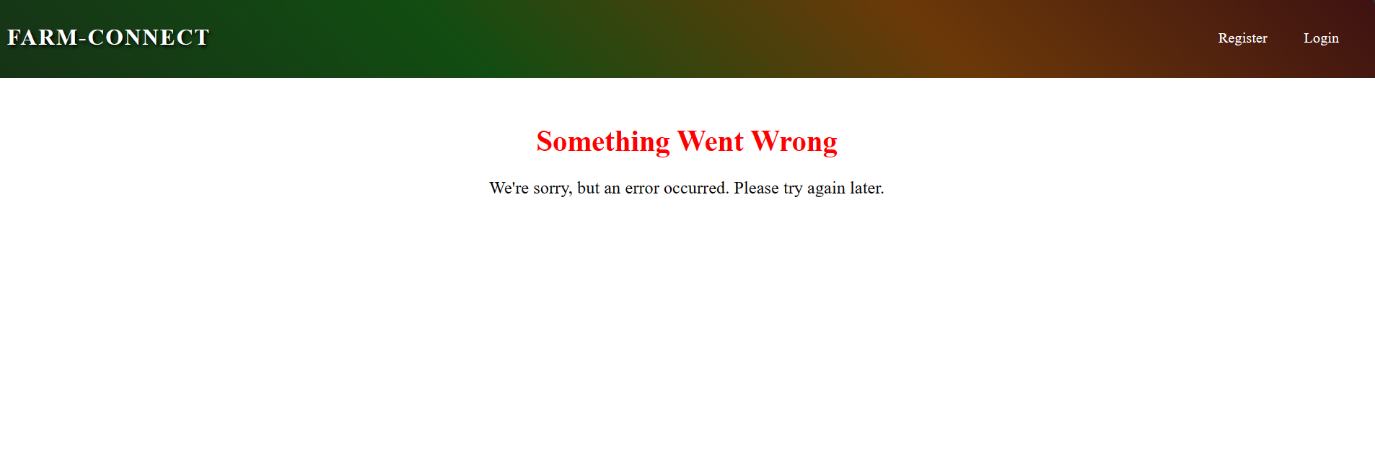 FARM-CONNECT
Register
Login
Something Went Wrong
We're sorry, but an error occurred. Please try again later.